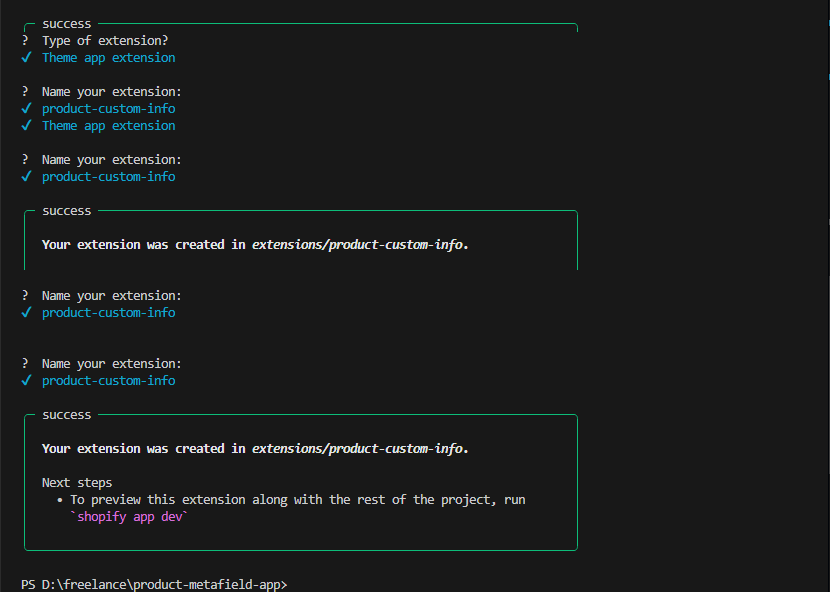 success
? Type of extension?
✓ Theme app extension
? Name your extension:
✓ product-custom-info
✓ Theme app extension
? Name your extension:
✓ product-custom-info
success
Your extension was created in extensions/product-custom-info.
? Name your extension:
✓ product-custom-info
? Name your extension:
✓ product-custom-info
success
Your extension was created in extensions/product-custom-info.
Next steps
• To preview this extension along with the rest of the project, run
`shopify app dev`
PS D:\freelance\product-metafield-app>